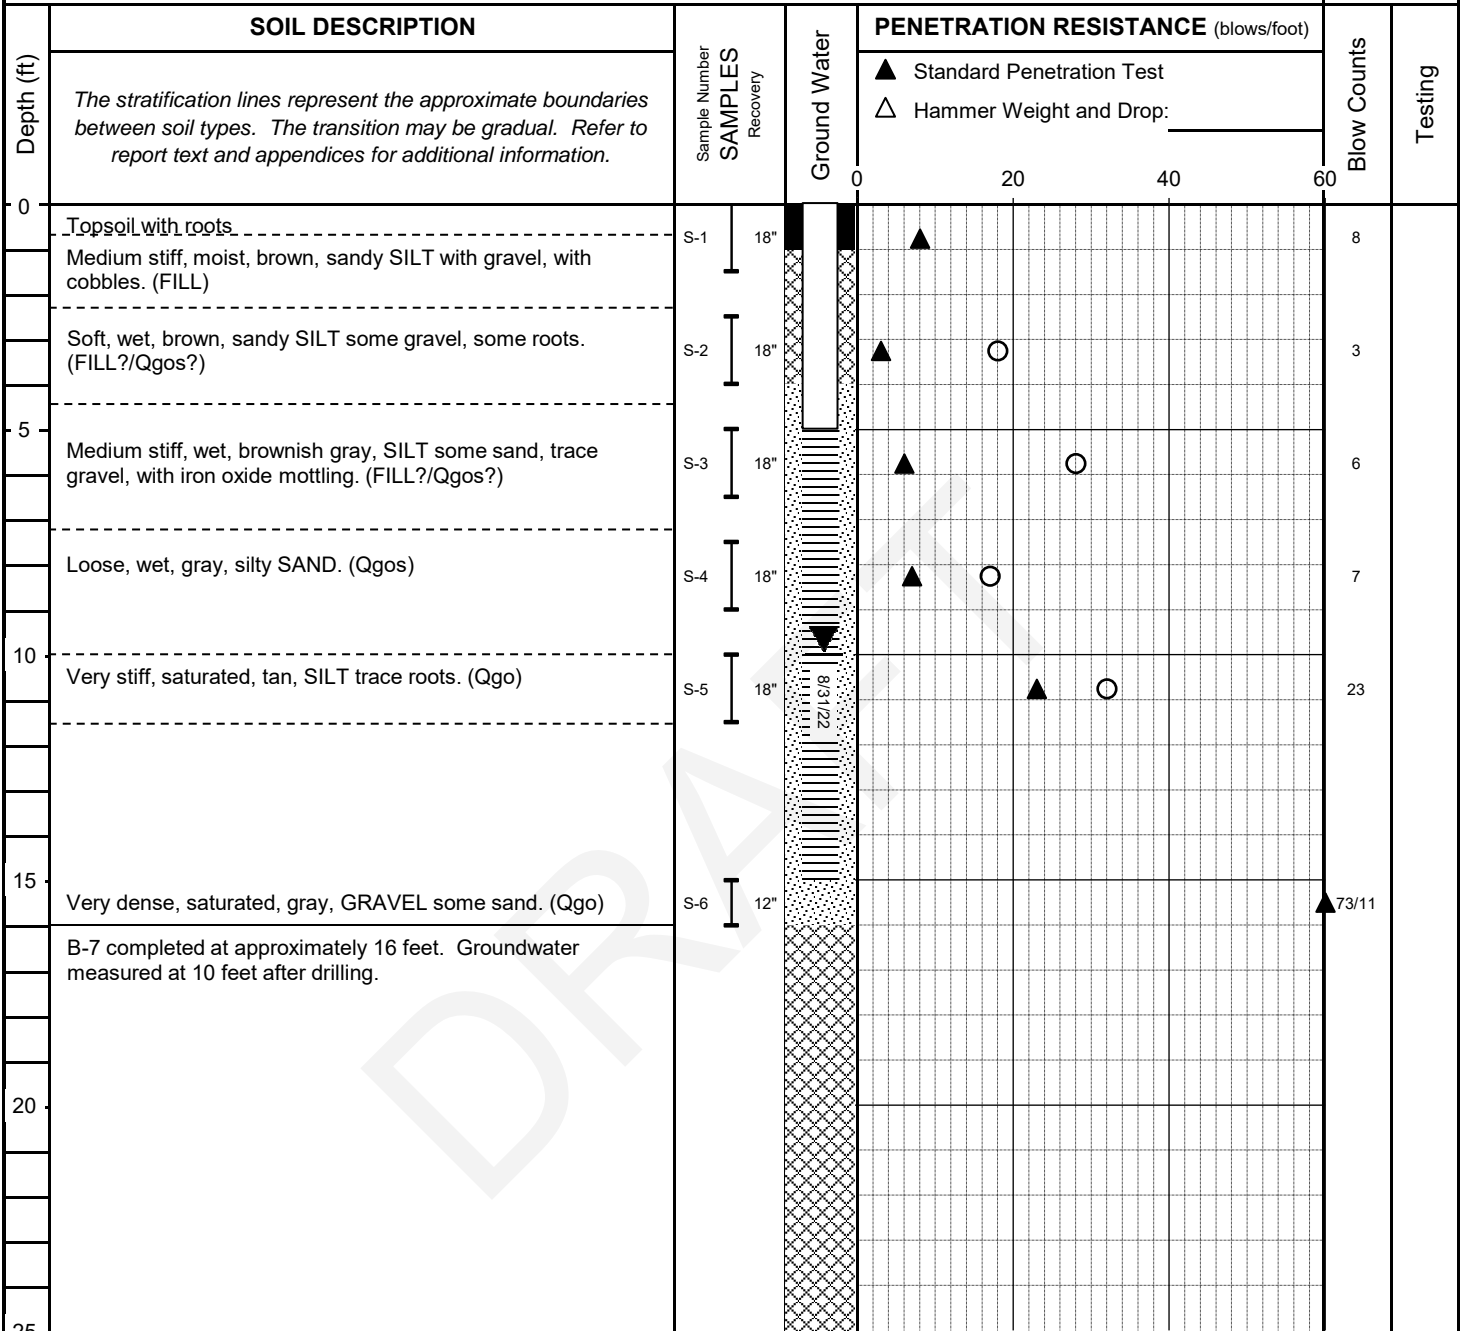 SOIL DESCRIPTION
PENETRATION RESISTANCE (blows/foot)
Depth (ft)
The stratification lines represent the approximate boundaries
between soil types.  The transition may be gradual.  Refer to
report text and appendices for additional information.
Sample Number
SAMPLES
Recovery
Ground Water
▲ Standard Penetration Test
△ Hammer Weight and Drop:
Blow Counts
Testing
0 20 40 60
0
Topsoil with roots
S-1 18" 8
Medium stiff, moist, brown, sandy SILT with gravel, with
cobbles. (FILL)
Soft, wet, brown, sandy SILT some gravel, some roots.
(FILL?/Qgos?)
S-2 18" 3
5
Medium stiff, wet, brownish gray, SILT some sand, trace
gravel, with iron oxide mottling. (FILL?/Qgos?)
S-3 18" 6
Loose, wet, gray, silty SAND. (Qgos)
S-4 18" 7
10
Very stiff, saturated, tan, SILT trace roots. (Qgo)
S-5 18" 23
8/31/22
15
Very dense, saturated, gray, GRAVEL some sand. (Qgo)
S-6 12" 73/11
B-7 completed at approximately 16 feet.  Groundwater
measured at 10 feet after drilling.
20
25
DRAFT